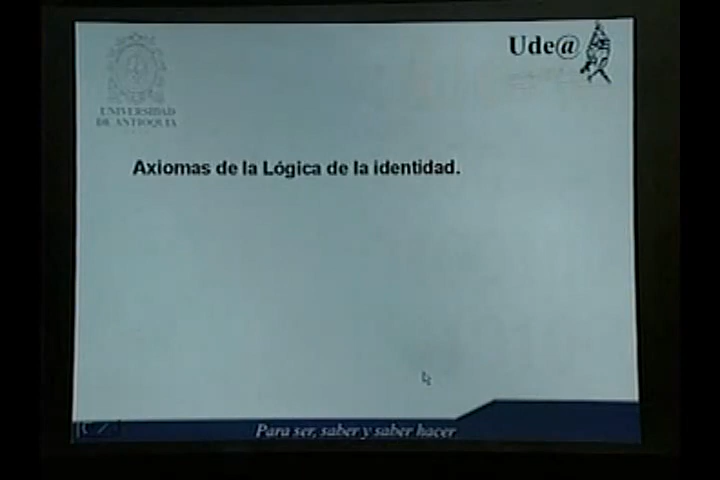 Ude@
UNIVERSIDAD
DE ANTIOQUIA
Axiomas de la Lógica de la identidad.
Para ser, saber y saber hacer